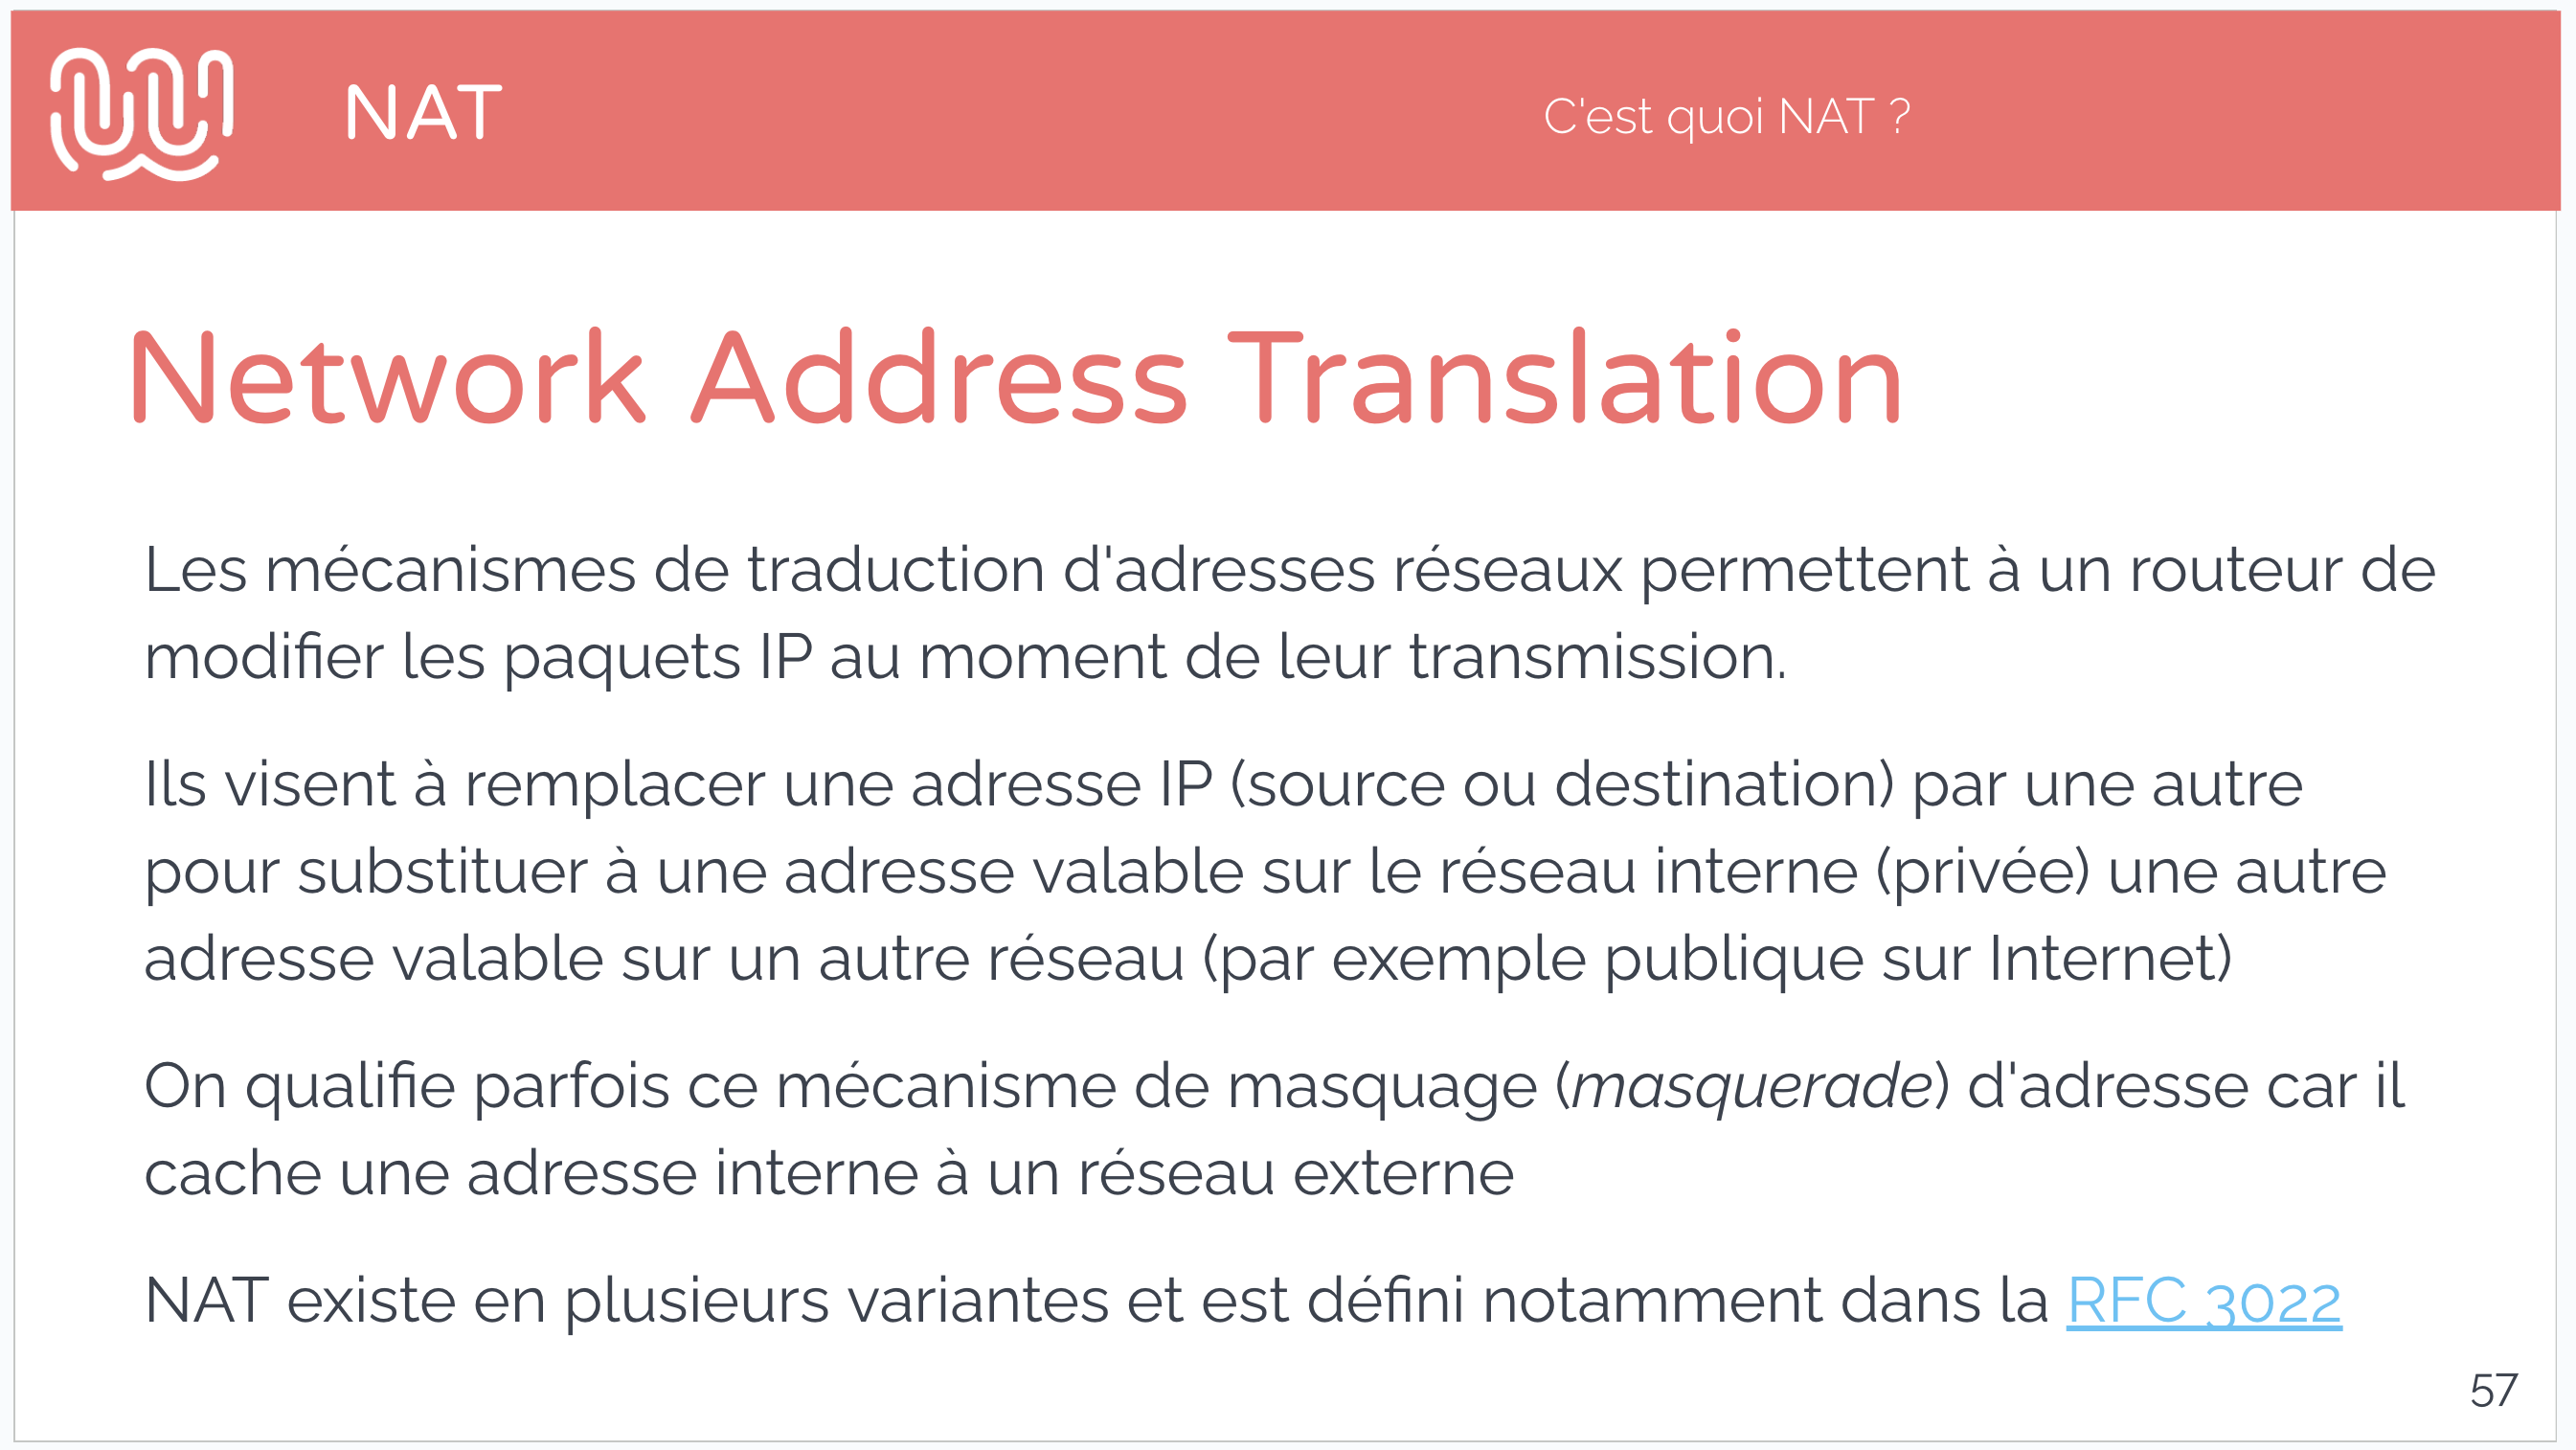 NAT
C'est quoi NAT ?
Network Address Translation
Les mécanismes de traduction d'adresses réseaux permettent à un routeur de
modifier les paquets IP au moment de leur transmission.
Ils visent à remplacer une adresse IP (source ou destination) par une autre
pour substituer à une adresse valable sur le réseau interne (privée) une autre
adresse valable sur un autre réseau (par exemple publique sur Internet)
On qualifie parfois ce mécanisme de masquage (masquerade) d'adresse car il
cache une adresse interne à un réseau externe
NAT existe en plusieurs variantes et est défini notamment dans la RFC 3022
57